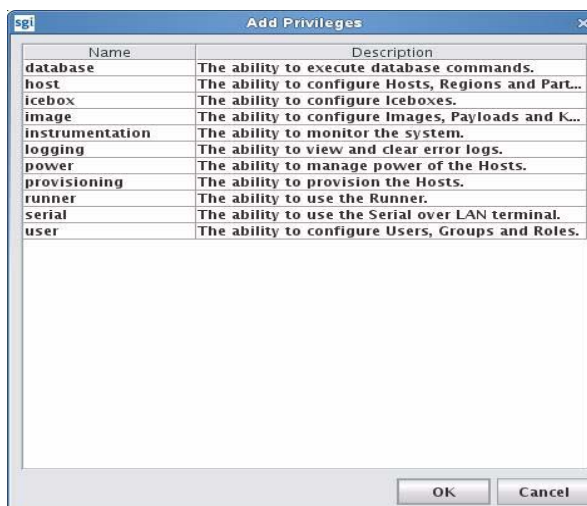 sgi Add Privileges
Name Description
database The ability to execute database commands.
host The ability to configure Hosts, Regions and Part...
icebox The ability to configure Iceboxes.
image The ability to configure Images, Payloads and K...
instrumentation The ability to monitor the system.
logging The ability to view and clear error logs.
power The ability to manage power of the Hosts.
provisioning The ability to provision the Hosts.
runner The ability to use the Runner.
serial The ability to use the Serial over LAN terminal.
user The ability to configure Users, Groups and Roles.
OK Cancel